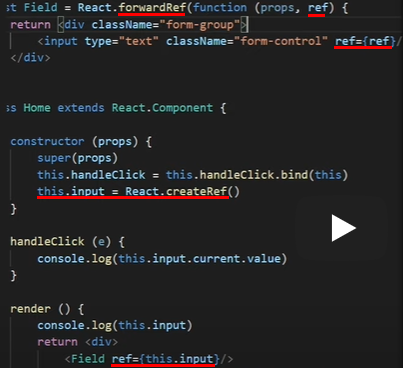 st Field = React.forwardRef(function (props, ref) {
return <div className="form-group">
<input type="text" className="form-control" ref={ref}/
</div>
ss Home extends React.Component {
constructor (props) {
super(props)
this.handleClick = this.handleClick.bind(this)
this.input = React.createRef()
}
handleClick (e) {
console.log(this.input.current.value)
}
render () {
console.log(this.input)
return <div>
<Field ref={this.input}/>